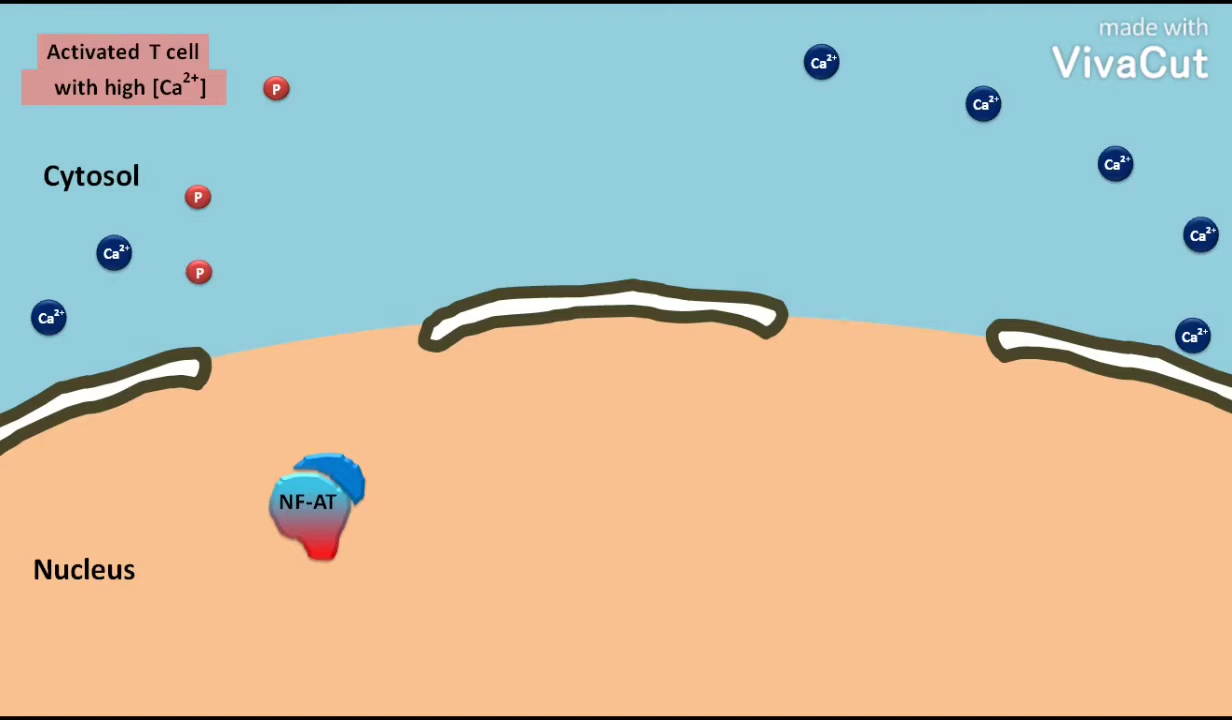 made with
VivaCut
Activated T cell
with high [Ca²⁺]
P
Ca²⁺
Ca²⁺
Ca²⁺
Cytosol
P
Ca²⁺
Ca²⁺
P
Ca²⁺
Ca²⁺
NF-AT
Nucleus